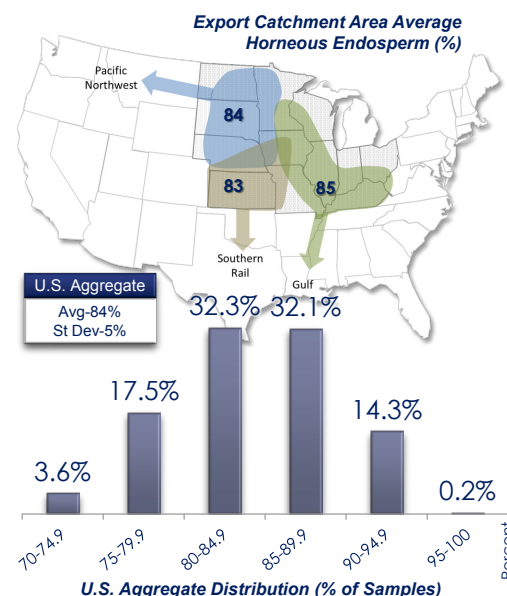 Export Catchment Area Average
Horneous Endosperm (%)
Pacific
Northwest
84
83
85
Southern
Rail
Gulf
U.S. Aggregate
Avg-84%
St Dev-5%
3.6%
17.5%
32.3%
32.1%
14.3%
0.2%
70-74.9
75-79.9
80-84.9
85-89.9
90-94.9
95-100
Percent
U.S. Aggregate Distribution (% of Samples)